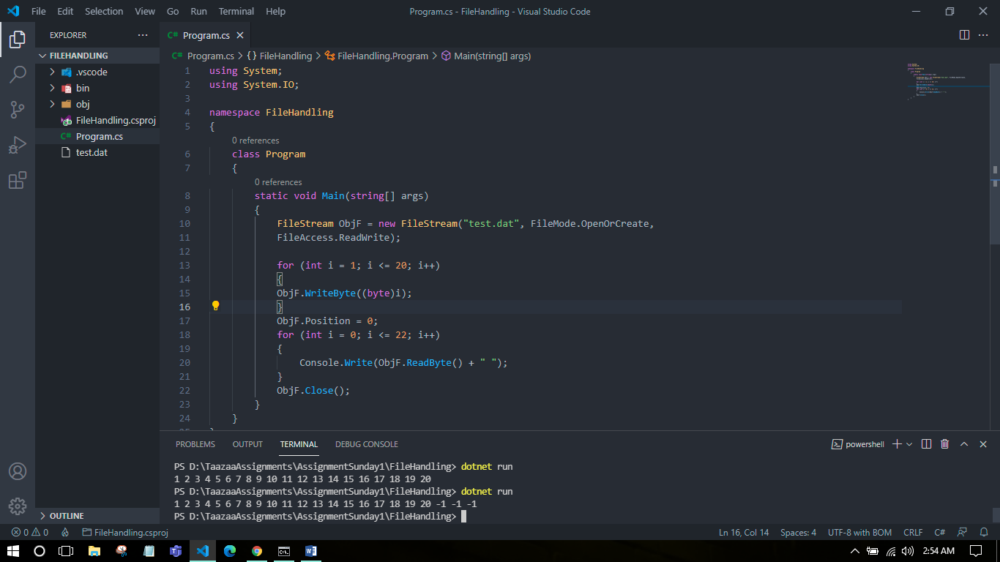 File Edit Selection View Go Run Terminal Help Program.cs - FileHandling - Visual Studio Code
EXPLORER ···
FILEHANDLING
.vscode
bin
obj
FileHandling.csproj
C# Program.cs
test.dat
OUTLINE
C# Program.cs
C# Program.cs > {} FileHandling > FileHandling.Program > Main(string[] args)
1 using System;
2 using System.IO;
3
4 namespace FileHandling
5 {
0 references
6 class Program
7 {
0 references
8 static void Main(string[] args)
9 {
10 FileStream ObjF = new FileStream("test.dat", FileMode.OpenOrCreate,
11 FileAccess.ReadWrite);
12
13 for (int i = 1; i <= 20; i++)
14 {
15 ObjF.WriteByte((byte)i);
16 }
17 ObjF.Position = 0;
18 for (int i = 0; i <= 22; i++)
19 {
20 Console.Write(ObjF.ReadByte() + " ");
21 }
22 ObjF.Close();
23 }
24 }
PROBLEMS OUTPUT TERMINAL DEBUG CONSOLE powershell
PS D:\TaazaaAssignments\AssignmentSunday1\FileHandling> dotnet run
1 2 3 4 5 6 7 8 9 10 11 12 13 14 15 16 17 18 19 20
PS D:\TaazaaAssignments\AssignmentSunday1\FileHandling> dotnet run
1 2 3 4 5 6 7 8 9 10 11 12 13 14 15 16 17 18 19 20 -1 -1 -1
PS D:\TaazaaAssignments\AssignmentSunday1\FileHandling>
0 0 FileHandling.csproj Ln 16, Col 14 Spaces: 4 UTF-8 with BOM CRLF C#
2:54 AM